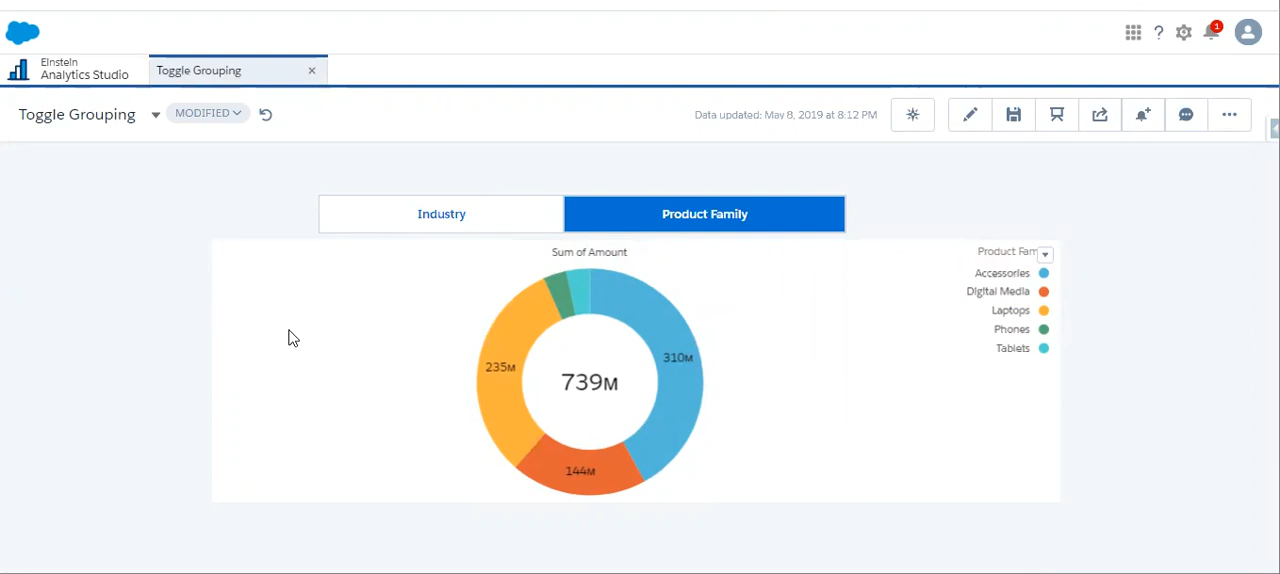 ?
1
Einstein
Analytics Studio
Toggle Grouping
×
Toggle Grouping
MODIFIED
Data updated: May 8, 2019 at 8:12 PM
Industry
Product Family
Sum of Amount
Product Fam
Accessories
Digital Media
Laptops
Phones
Tablets
310M
235M
739M
144M